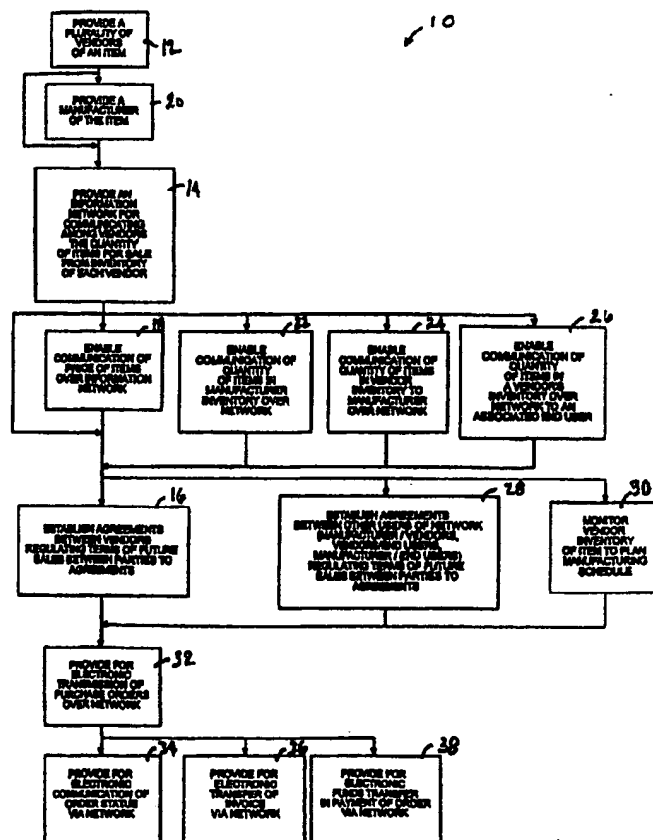 10
PROVIDE A
PLURALITY OF
VENDORS
OF AN ITEM
12
PROVIDE A
MANUFACTURER
OF THE ITEM
20
PROVIDE AN
INFORMATION
NETWORK FOR
COMMUNICATING
AMONG VENDORS
THE QUANTITY
OF ITEMS FOR SALE
FROM INVENTORY
OF EACH VENDOR
14
ENABLE
COMMUNICATION OF
PRICE OF ITEMS
OVER INFORMATION
NETWORK
ENABLE
COMMUNICATION OF
QUANTITY
OF ITEMS IN
MANUFACTURER
INVENTORY OVER
NETWORK
22
ENABLE
COMMUNICATION OF
QUANTITY OF ITEMS
IN VENDOR
INVENTORY TO
MANUFACTURER
OVER NETWORK
24
ENABLE
COMMUNICATION OF
QUANTITY
OF ITEMS IN
A VENDOR'S
INVENTORY OVER
NETWORK TO AN
ASSOCIATED END USER
26
ESTABLISH AGREEMENTS
BETWEEN VENDORS
REGULATING TERMS OF FUTURE
SALES BETWEEN PARTIES TO
AGREEMENTS
16
ESTABLISH AGREEMENTS
BETWEEN OTHER USERS OF NETWORK
(MANUFACTURER / VENDORS,
VENDORS/END USERS,
MANUFACTURER / END USERS)
REGULATING TERMS OF FUTURE
SALES BETWEEN PARTIES TO
AGREEMENTS
28
MONITOR
VENDOR
INVENTORY
OF ITEM TO PLAN
MANUFACTURING
SCHEDULE
30
PROVIDE FOR
ELECTRONIC
TRANSMISSION OF
PURCHASE ORDERS
OVER NETWORK
32
PROVIDE FOR
ELECTRONIC
COMMUNICATION OF
ORDER STATUS
VIA NETWORK
34
PROVIDE FOR
ELECTRONIC
TRANSFER OF
INVOICE
VIA NETWORK
36
PROVIDE FOR
ELECTRONIC
FUNDS TRANSFER
IN PAYMENT OF ORDER
VIA NETWORK
38